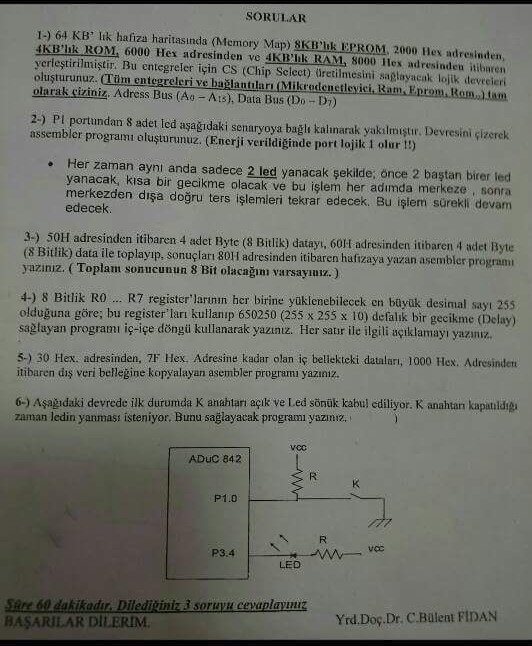 SORULAR
1-) 64 KB' lık hafıza haritasında (Memory Map) 8KB'lık EPROM, 2000 Hex adresinden,
4KB'lık ROM, 6000 Hex adresinden ve 4KB'lık RAM, 8000 Hex adresinden itibaren
yerleştirilmiştir. Bu entegreler için CS (Chip Select) üretilmesini sağlayacak lojik devreleri
oluşturunuz. (Tüm entegreleri ve bağlantıları (Mikrodenetleyici, Ram, Eprom, Rom..) tam
olarak çiziniz. Adress Bus (A0 – A15), Data Bus (D0 – D7)
2-) P1 portundan 8 adet led aşağıdaki senaryoya bağlı kalınarak yakılmıştır. Devresini çizerek
assembler programı oluşturunuz. (Enerji verildiğinde port lojik 1 olur !!)
• Her zaman aynı anda sadece 2 led yanacak şekilde; önce 2 baştan birer led
yanacak, kısa bir gecikme olacak ve bu işlem her adımda merkeze , sonra
merkezden dışa doğru ters işlemleri tekrar edecek. Bu işlem sürekli devam
edecek.
3-) 50H adresinden itibaren 4 adet Byte (8 Bitlik) datayı, 60H adresinden itibaren 4 adet Byte
(8 Bitlik) data ile toplayıp, sonuçları 80H adresinden itibaren hafızaya yazan asembler programı
yazınız. ( Toplam sonucunun 8 Bit olacağını varsayınız. )
4-) 8 Bitlik R0 ... R7 register'larının her birine yüklenebilecek en büyük desimal sayı 255
olduğuna göre; bu register'ları kullanıp 650250 (255 x 255 x 10) defalık bir gecikme (Delay)
sağlayan programı iç-içe döngü kullanarak yazınız. Her satır ile ilgili açıklamayı yazınız.
5-) 30 Hex. adresinden, 7F Hex. Adresine kadar olan iç bellekteki dataları, 1000 Hex. Adresinden
itibaren dış veri belleğine kopyalayan asembler programı yazınız.
6-) Aşağıdaki devrede ilk durumda K anahtarı açık ve Led sönük kabul ediliyor. K anahtarı kapatıldığı
zaman ledin yanması isteniyor. Bunu sağlayacak programı yazınız. )
VCC
ADuC 842
R
K
P1.0
P3.4
R
VCC
LED
Süre 60 dakikadır. Dilediğiniz 3 soruyu cevaplayınız
BAŞARILAR DİLERİM.
Yrd.Doç.Dr. C.Bülent FİDAN